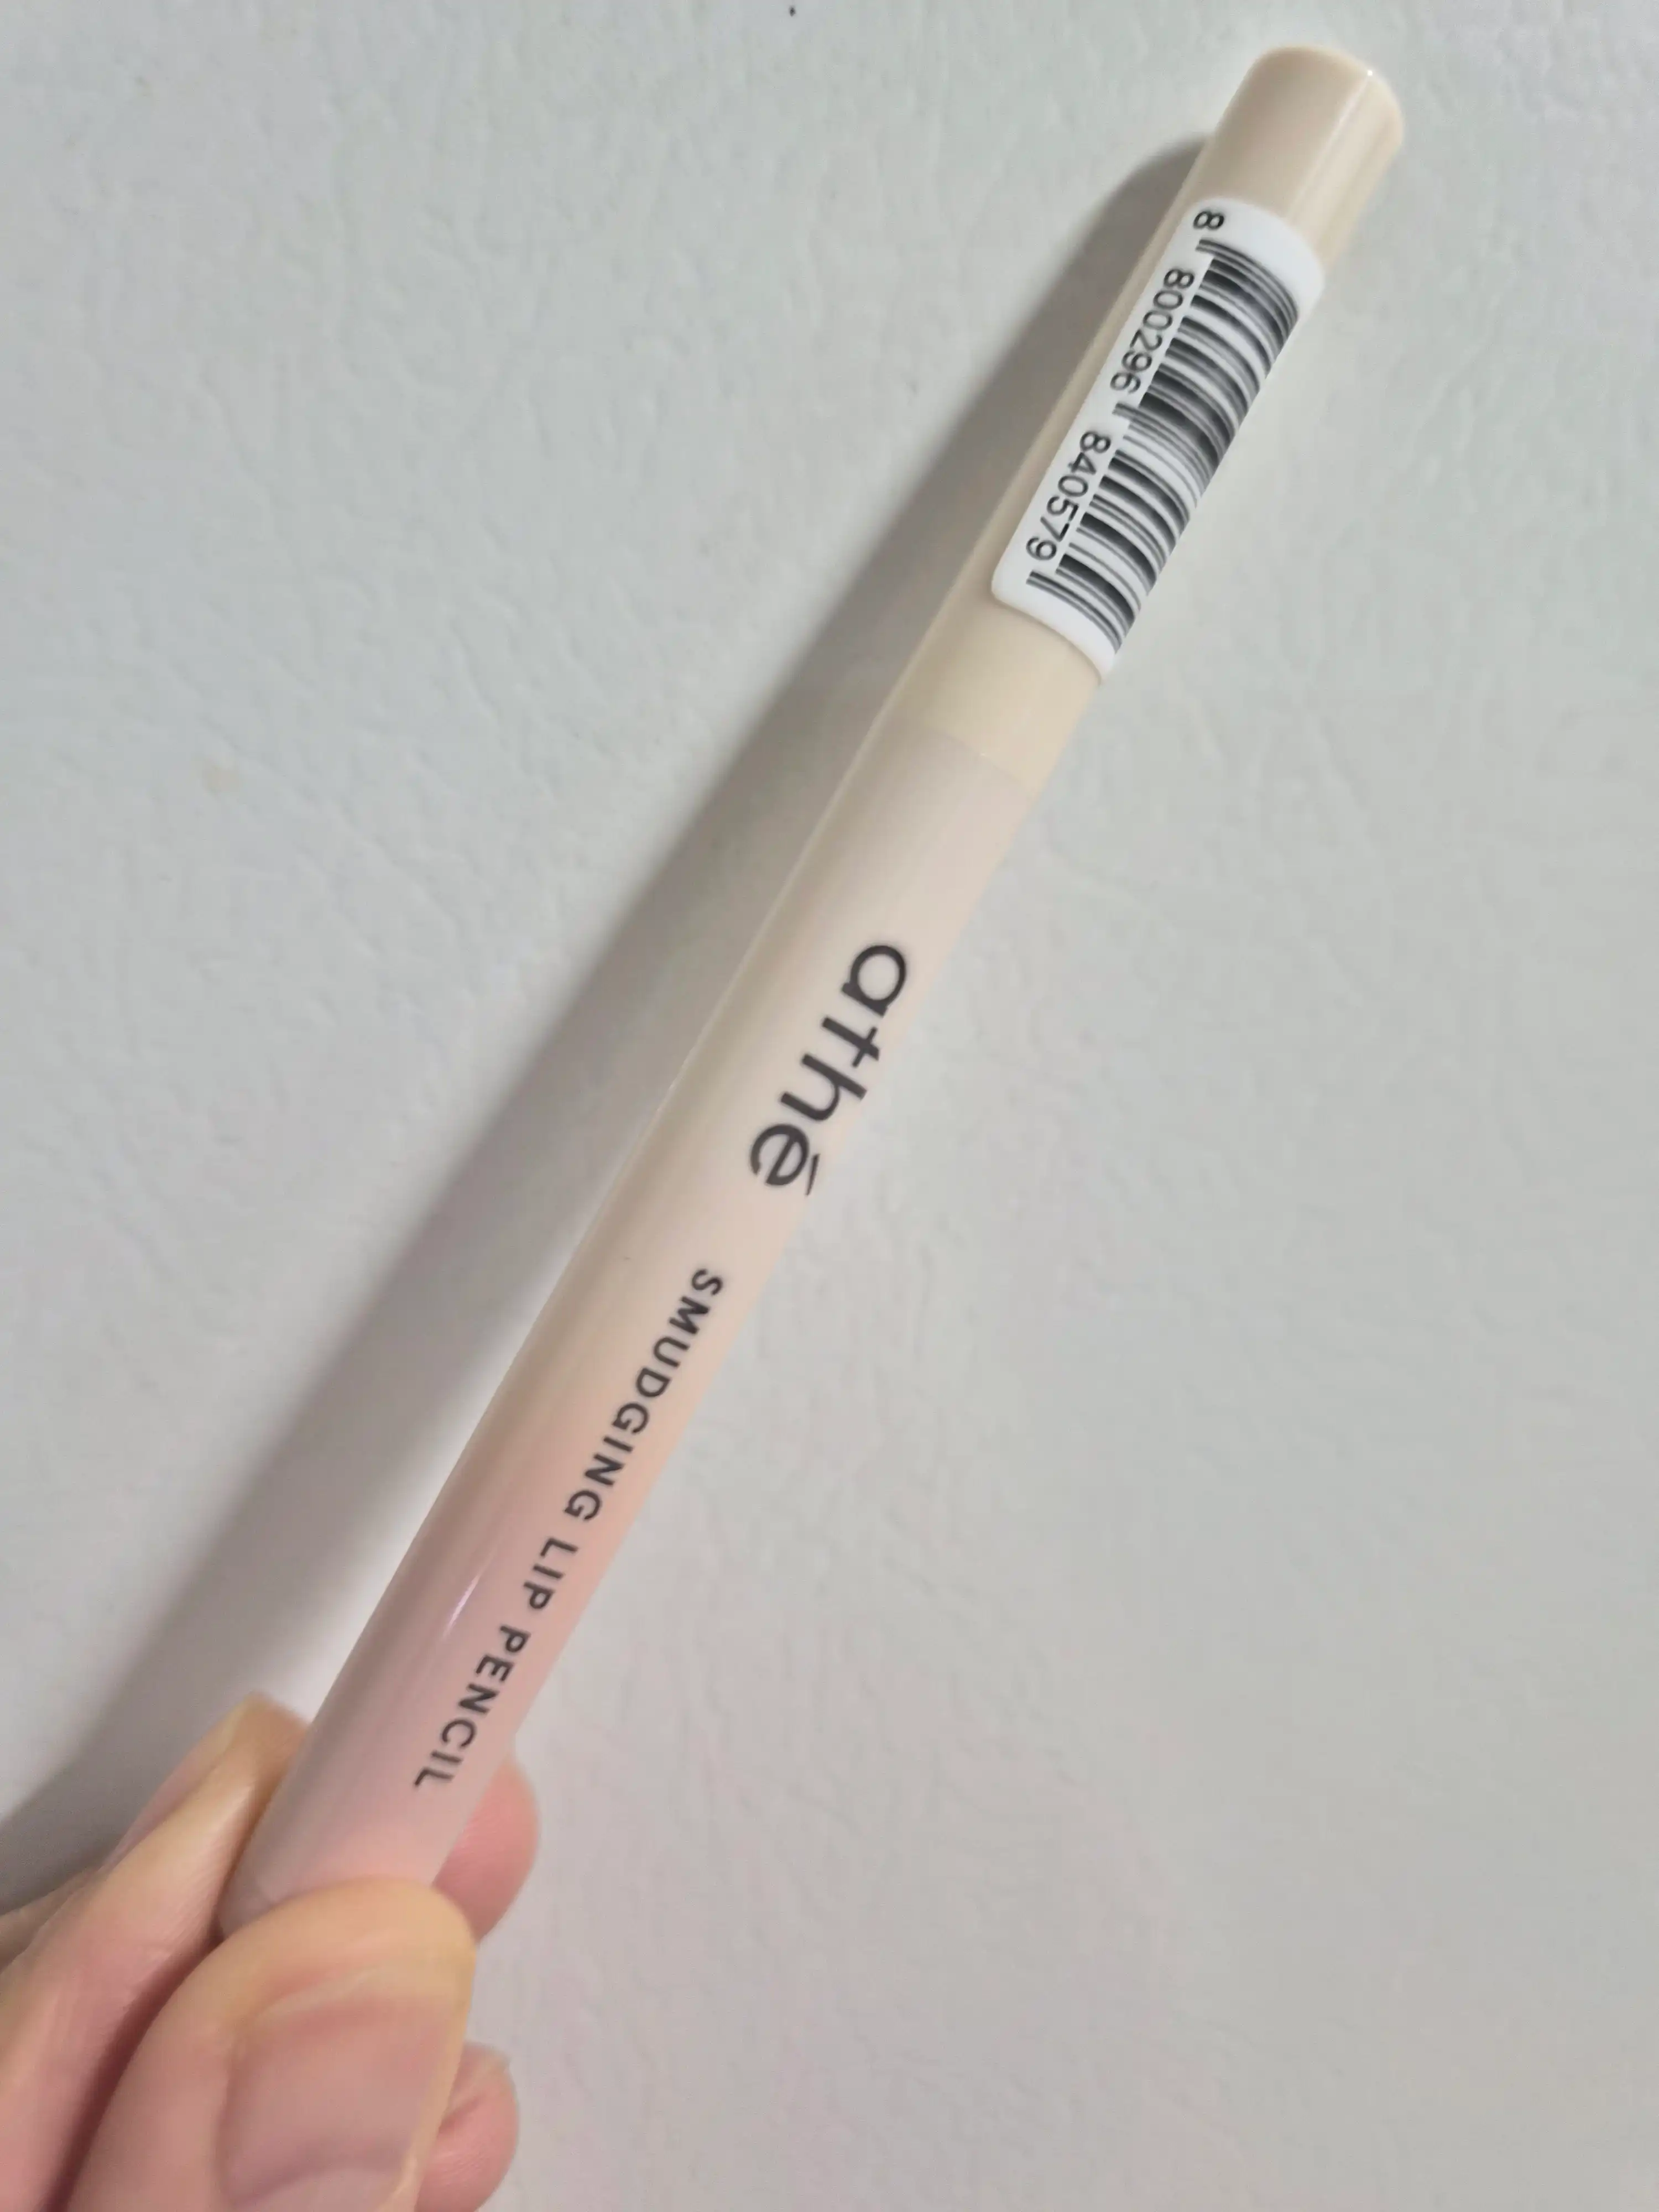 8 800296 840579
athē
SMUDGING LIP PENCIL